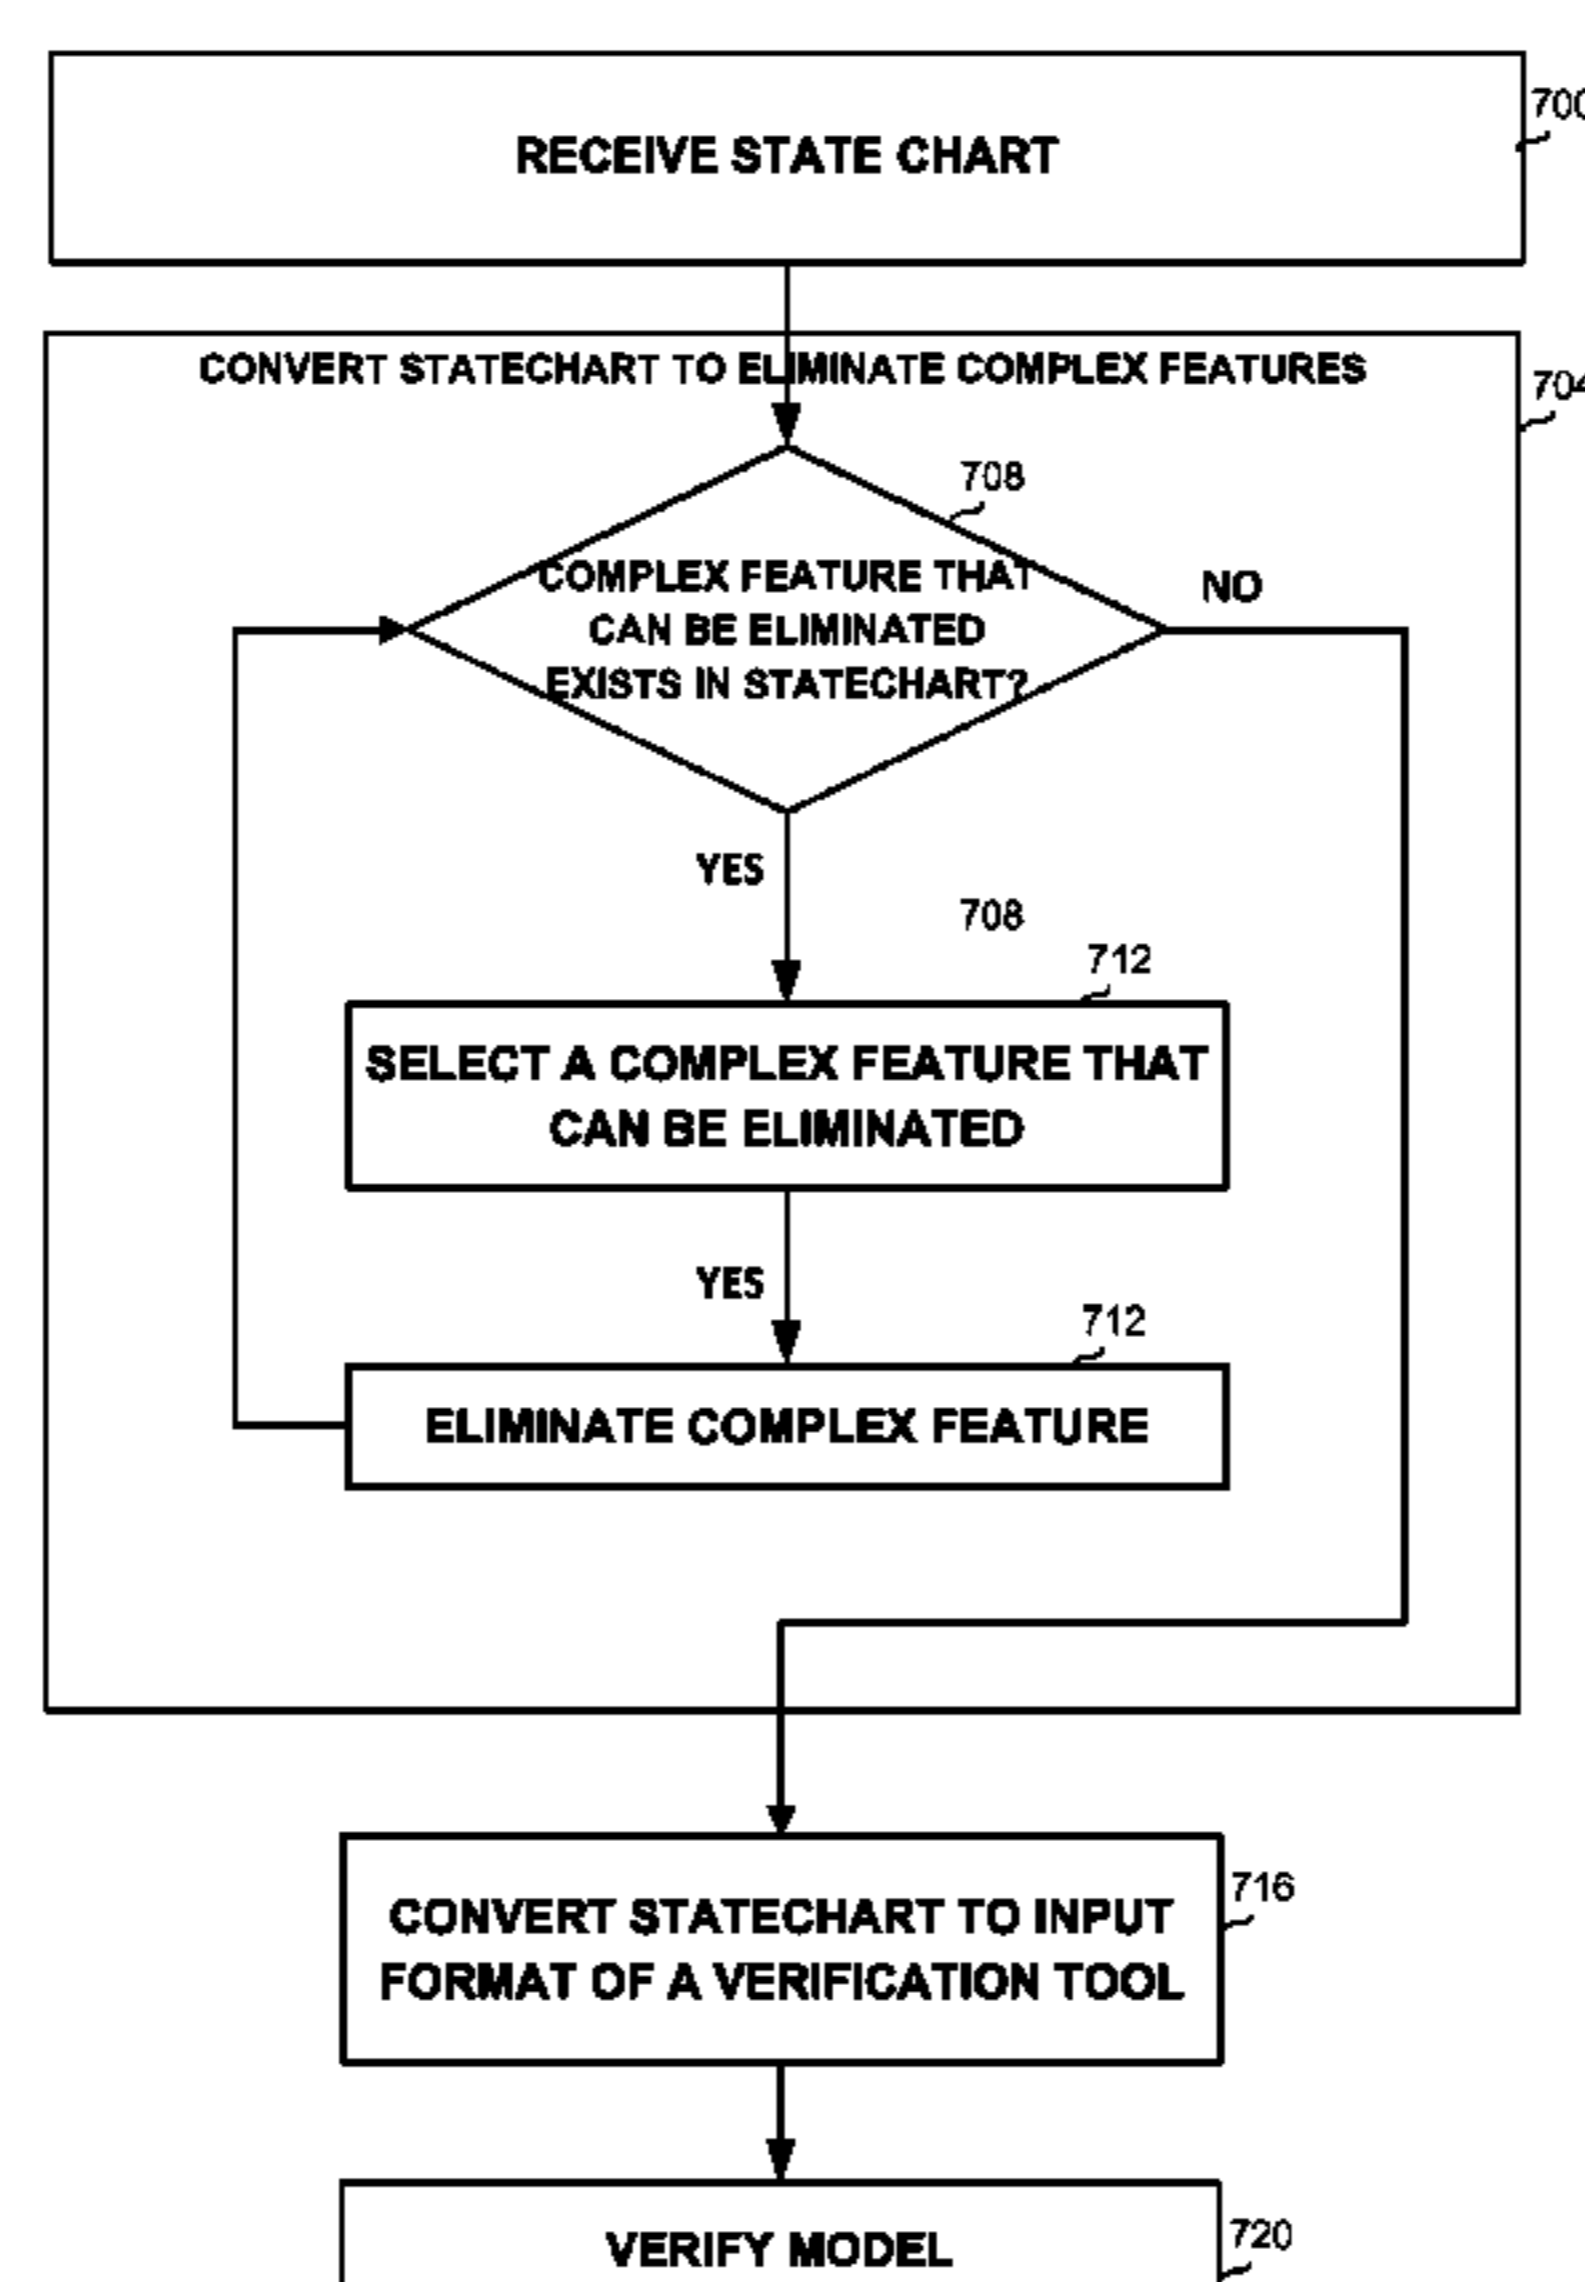 700
RECEIVE STATE CHART
CONVERT STATECHART TO ELIMINATE COMPLEX FEATURES
704
708
COMPLEX FEATURE THAT
CAN BE ELIMINATED
EXISTS IN STATECHART?
NO
YES
708
712
SELECT A COMPLEX FEATURE THAT
CAN BE ELIMINATED
YES
712
ELIMINATE COMPLEX FEATURE
716
CONVERT STATECHART TO INPUT
FORMAT OF A VERIFICATION TOOL
720
VERIFY MODEL